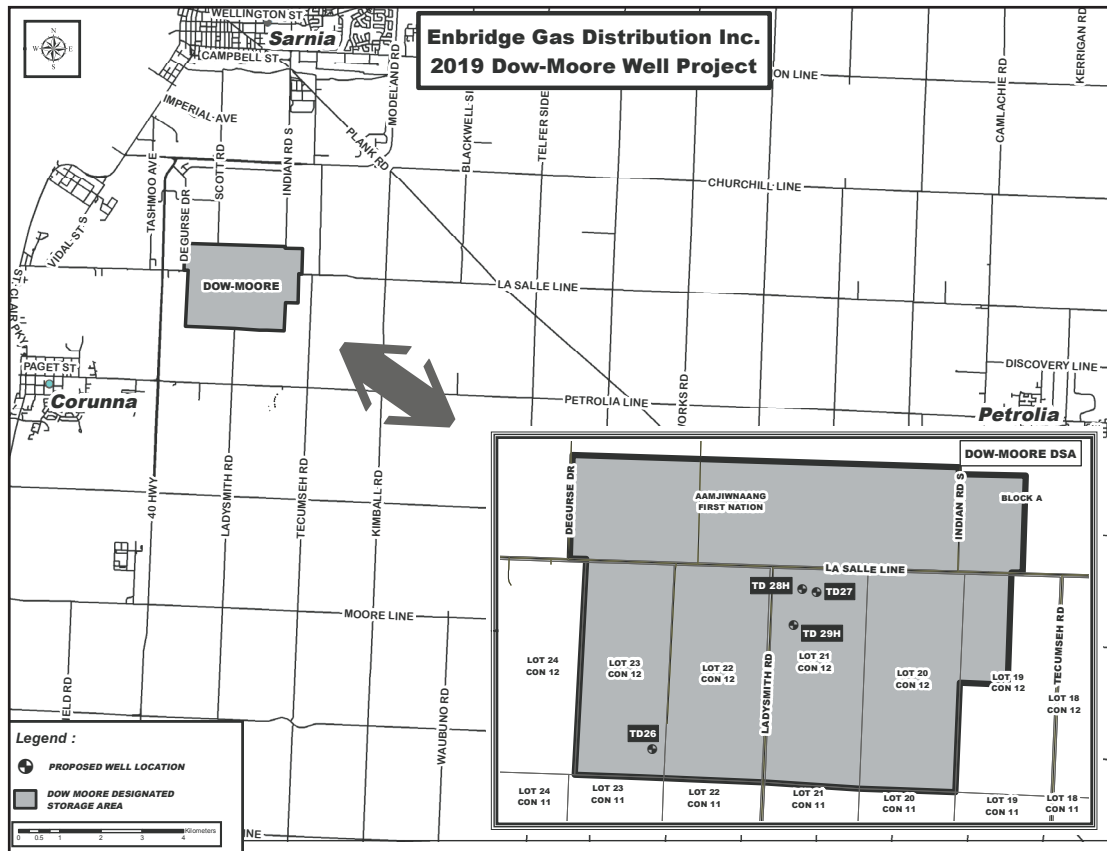 WELLINGTON ST.
Sarnia
CAMPBELL ST
Enbridge Gas Distribution Inc.
2019 Dow-Moore Well Project
N
W
E
S
IMPERIAL AVE
MODELAND RD
PLANK RD
TELFER SIDE
CAMLACHIE RD
KERRIGAN RD
ON LINE
TASHMOO AVE
SCOTT RD
INDIAN RD S
DEGURSE DR
VIDAL ST S
CHURCHILL LINE
DOW-MOORE
LA SALLE LINE
ST. CLAIR PKY
PAGET ST
Corunna
PETROLIA LINE
DISCOVERY LINE
Petrolia
ORKS RD
40 HWY
LADYSMITH RD
TECUMSEH RD
KIMBALL RD
MOORE LINE
WAUBUNO RD
IELD RD
INE
DOW-MOORE DSA
DEGURSE DR
AAMJIWNAANG
FIRST NATION
INDIAN RD S
BLOCK A
LA SALLE LINE
TD 28H
TD27
TD 29H
LOT 24
CON 12
LOT 23
CON 12
LOT 22
CON 12
LADYSMITH RD
LOT 21
CON 12
LOT 20
CON 12
LOT 19
CON 12
TECUMSEH RD
LOT 18
CON 12
TD26
LOT 24
CON 11
LOT 23
CON 11
LOT 22
CON 11
LOT 21
CON 11
LOT 20
CON 11
LOT 19
CON 11
LOT 18
CON 11
Legend :
PROPOSED WELL LOCATION
DOW MOORE DESIGNATED
STORAGE AREA
Kilometers
0 0.5 1 2 3 4